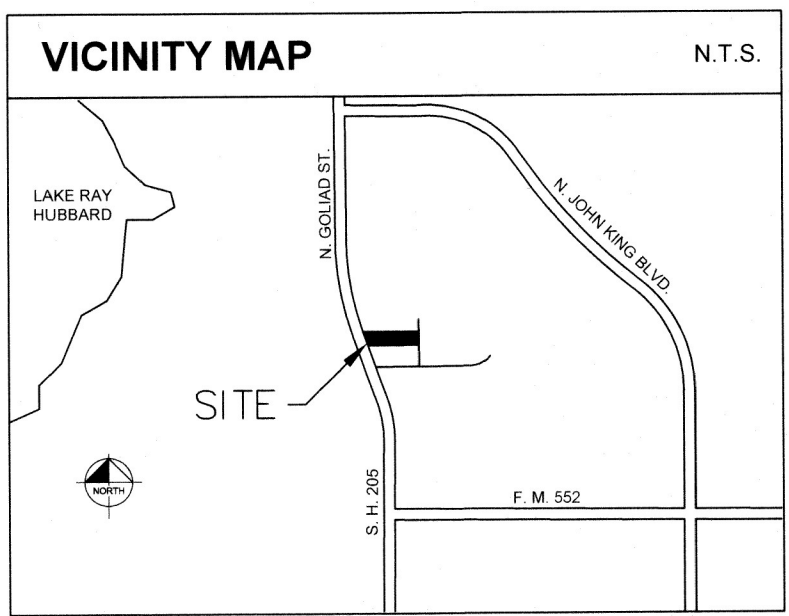 VICINITY MAP
N.T.S.
LAKE RAY
HUBBARD
N. GOLIAD ST.
N. JOHN KING BLVD.
SITE
NORTH
S. H. 205
F. M. 552